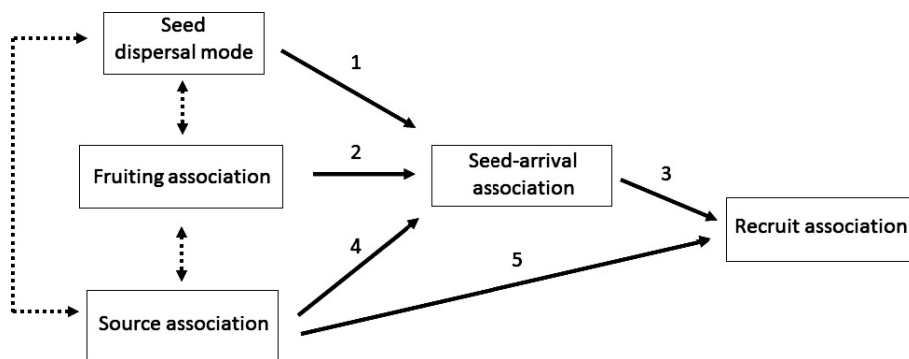 Seed
dispersal mode
1
Fruiting association
2
Seed-arrival
association
3
Recruit association
4
5
Source association